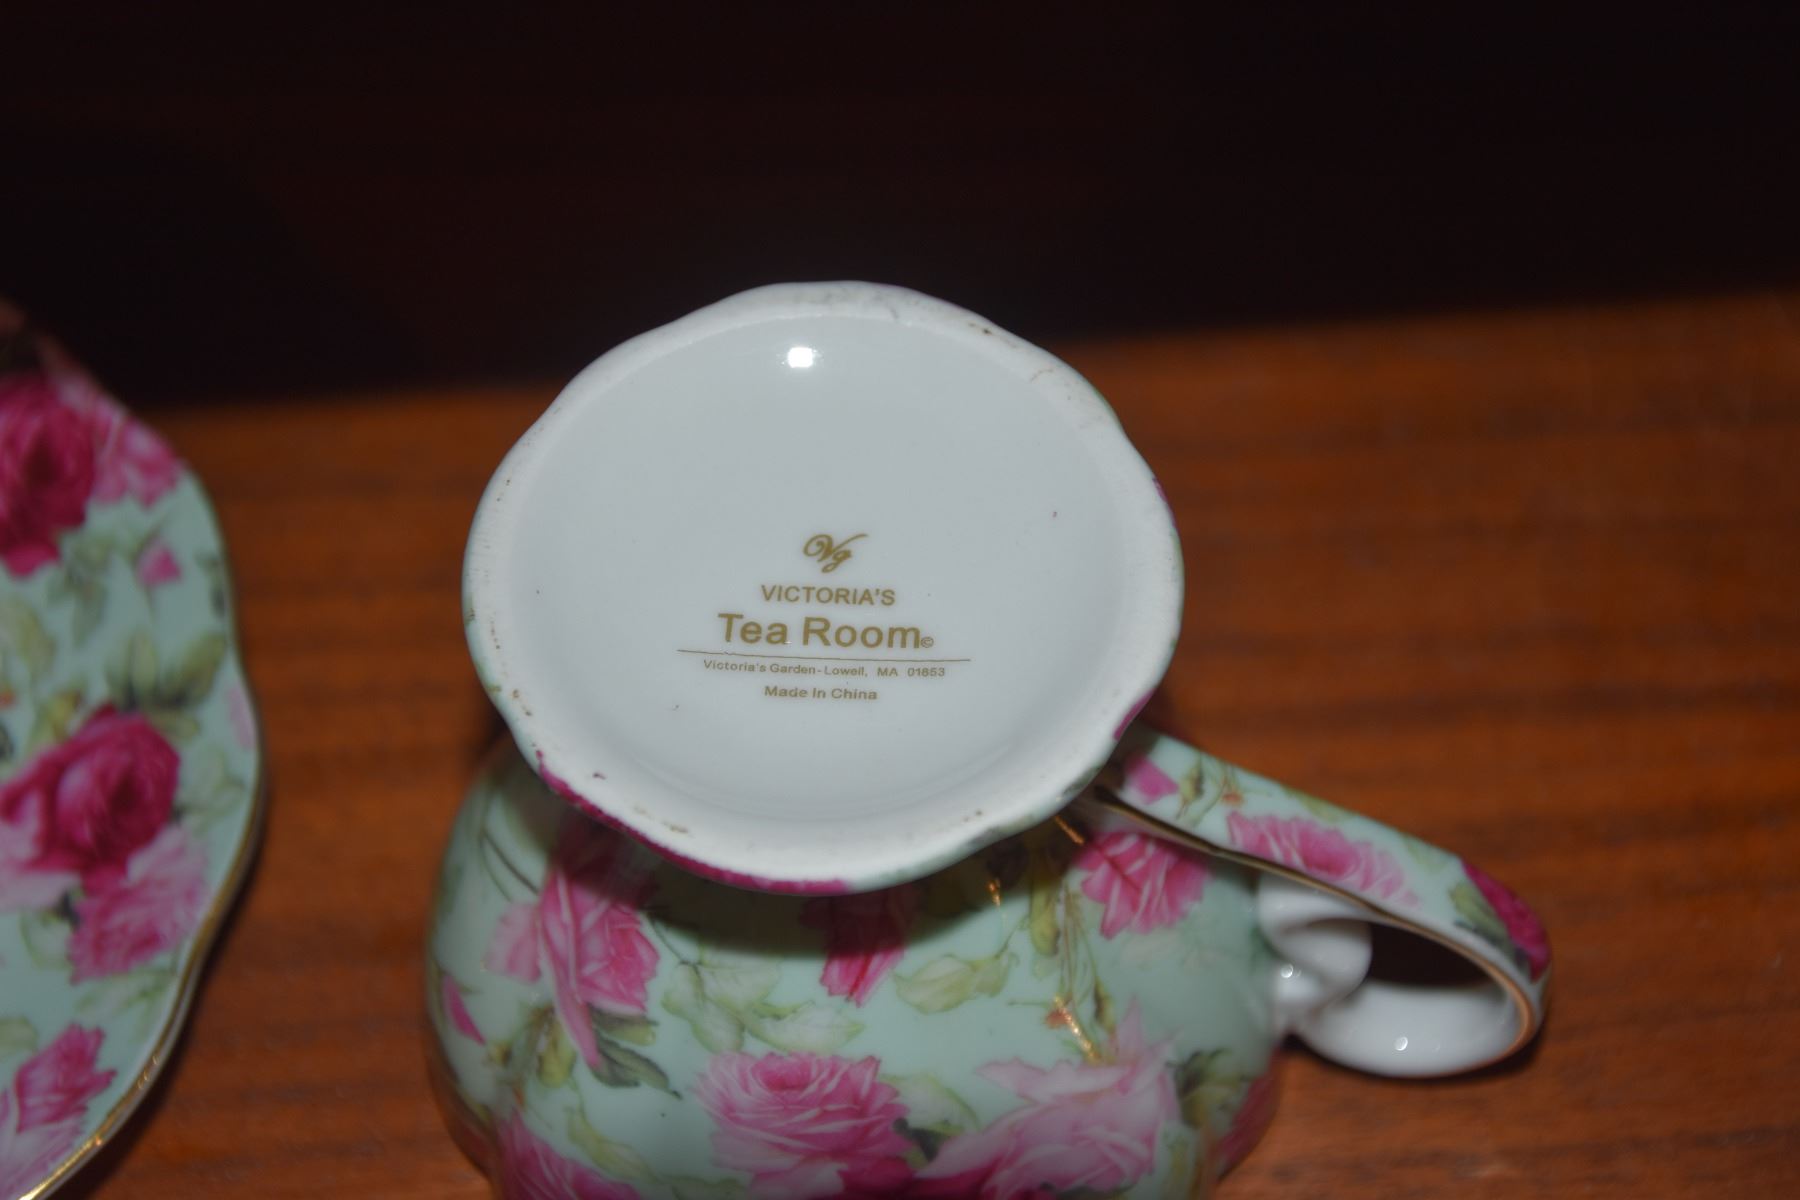 Vg
VICTORIA'S
Tea Room©
Victoria's Garden - Lowell, MA 01853
Made In China